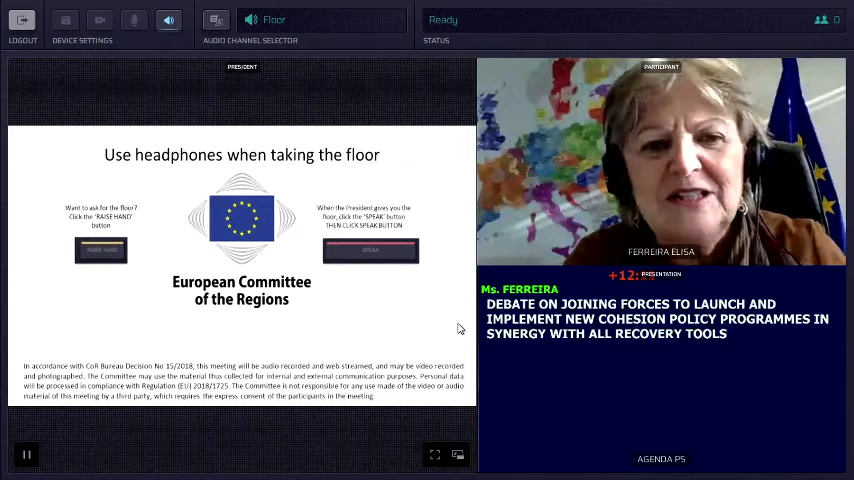 LOGOUT
DEVICE SETTINGS
AUDIO CHANNEL SELECTOR
Floor
Ready
STATUS
0
PRESIDENT
PARTICIPANT
Use headphones when taking the floor
Want to ask for the floor?
Click the 'RAISE HAND'
button
RAISE HAND
When the President gives you the
floor, click the 'SPEAK' button
THEN CLICK SPEAK BUTTON
SPEAK
European Committee
of the Regions
In accordance with CoR Bureau Decision No 15/2018, this meeting will be audio recorded and web streamed, and may be video recorded
and photographed. The Committee may use the material thus collected for internal and external communication purposes. Personal data
will be processed in compliance with Regulation (EU) 2018/1725. The Committee is not responsible for any use made of the video or audio
material of this meeting by a third party, which requires the express consent of the participants in the meeting.
FERREIRA ELISA
+12:
PRESENTATION
Ms. FERREIRA
DEBATE ON JOINING FORCES TO LAUNCH AND
IMPLEMENT NEW COHESION POLICY PROGRAMMES IN
SYNERGY WITH ALL RECOVERY TOOLS
AGENDA PS